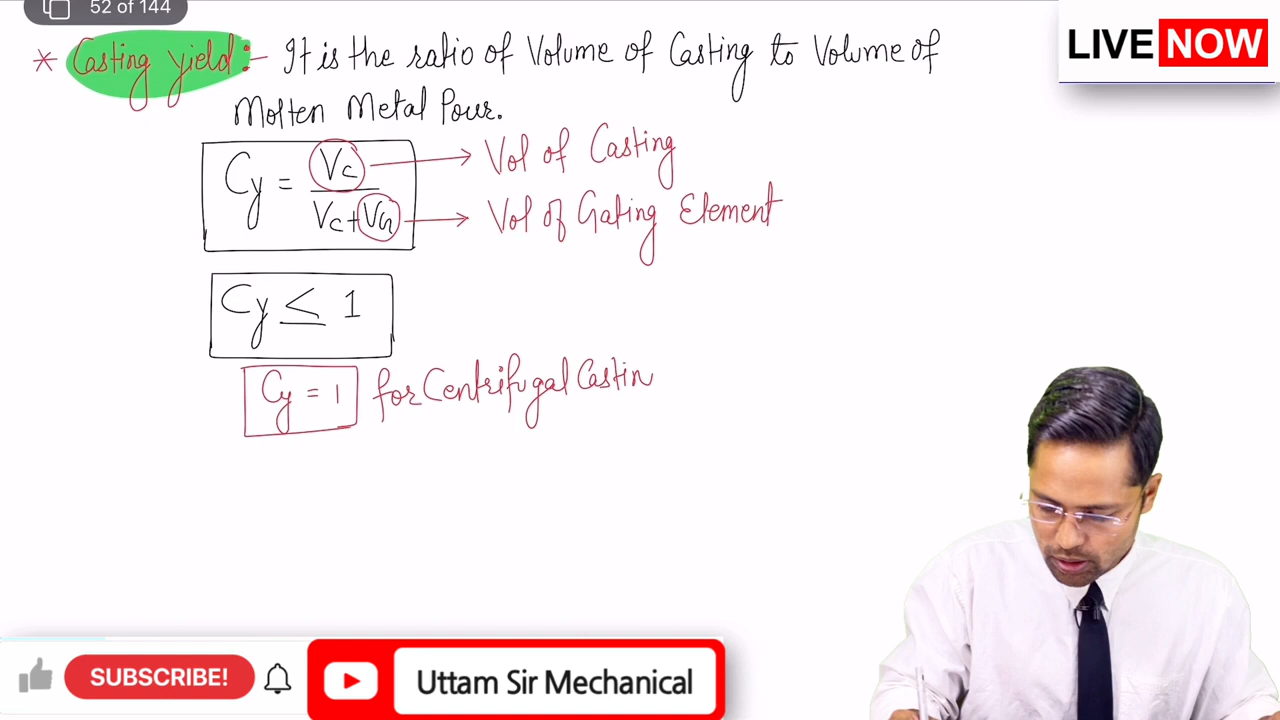 52 of 144
LIVE NOW
* Casting yield:- It is the ratio of Volume of Casting to Volume of
Molten Metal Pour.
Cy = Vc / Vc+VG
Vol of Casting
Vol of Gating Element
Cy ≤ 1
Cy = 1 for Centrifugal Castin
SUBSCRIBE!
Uttam Sir Mechanical